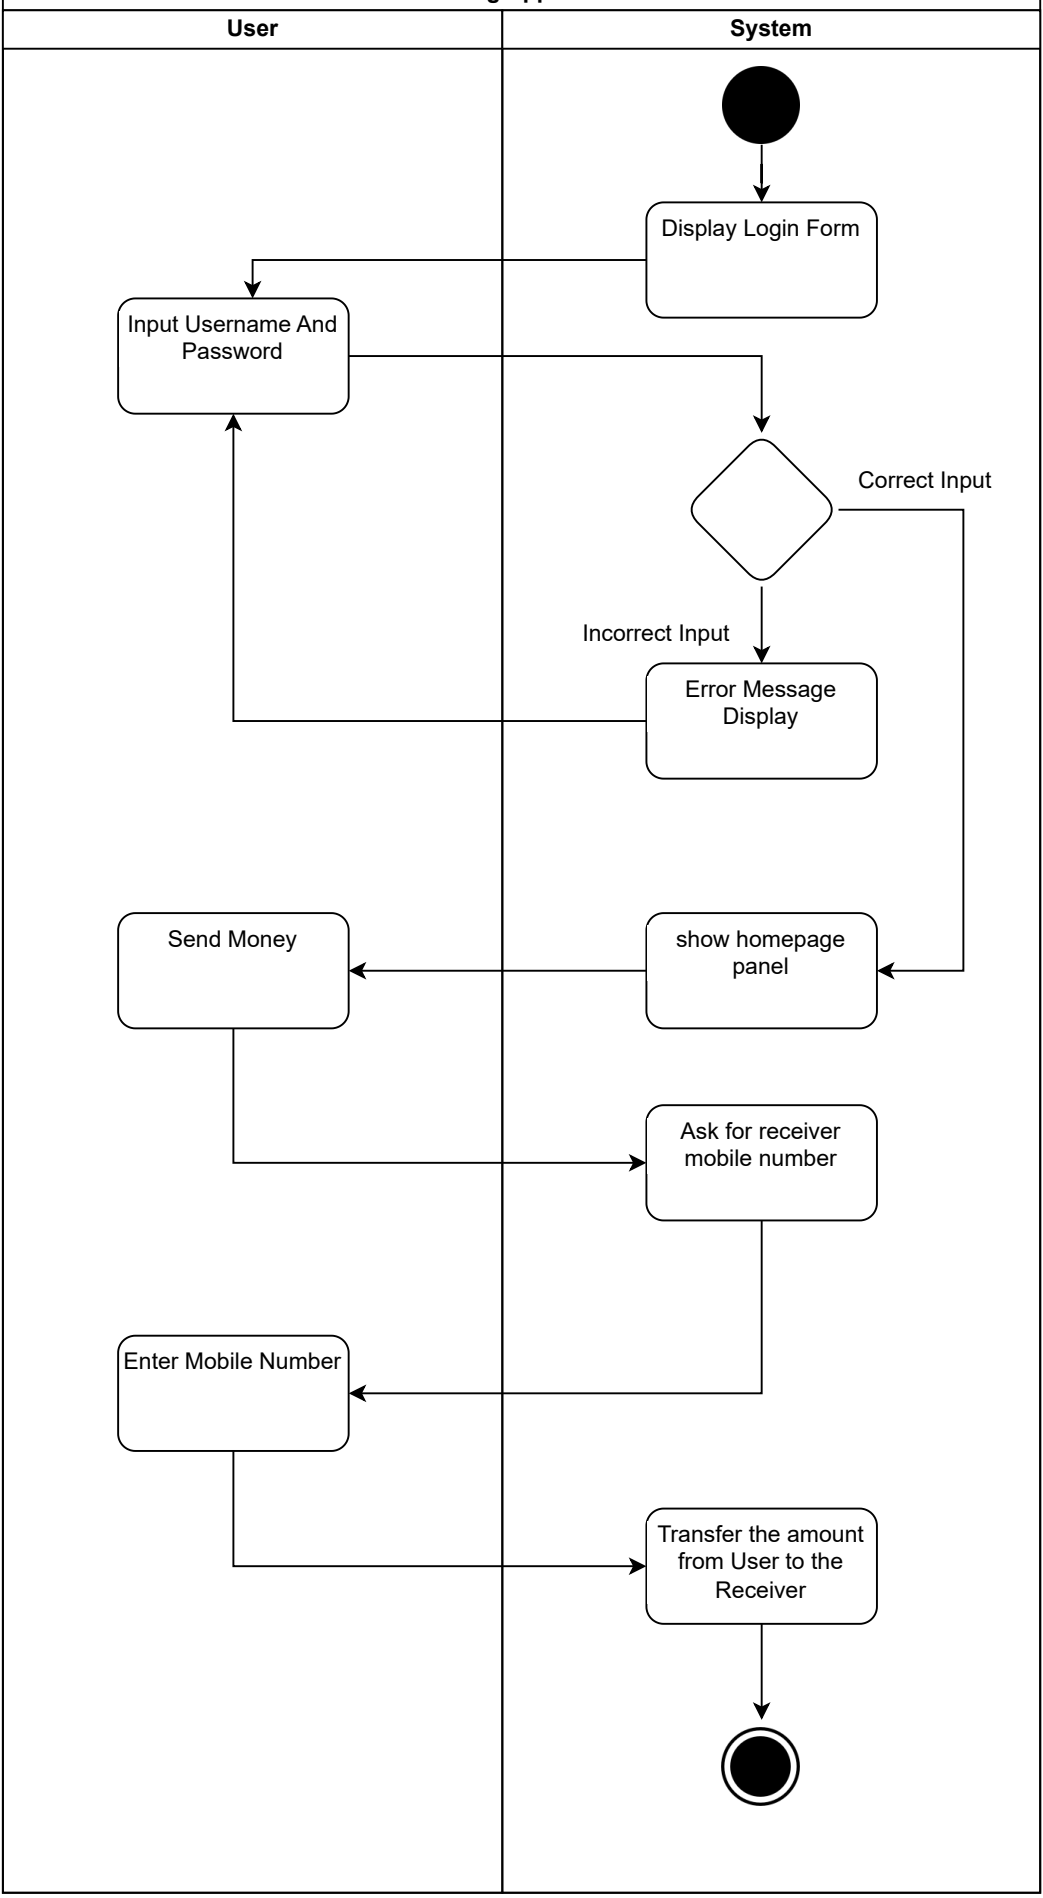 User
System
Display Login Form
Input Username And
Password
Correct Input
Incorrect Input
Error Message
Display
Send Money
show homepage
panel
Ask for receiver
mobile number
Enter Mobile Number
Transfer the amount
from User to the
Receiver